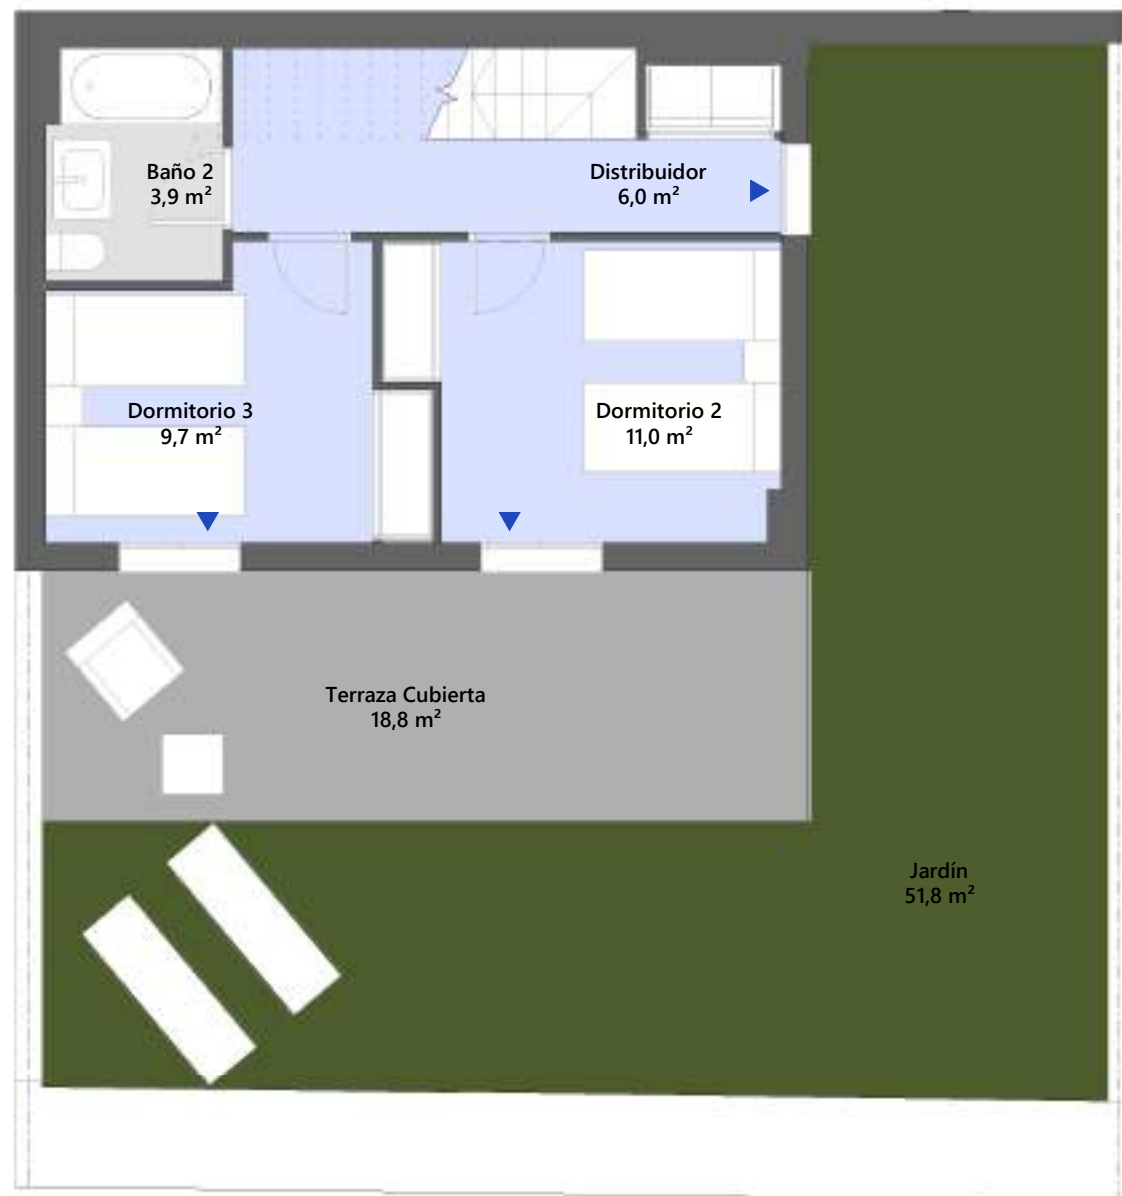 Baño 2
3,9 m²
Distribuidor
6,0 m²
Dormitorio 3
9,7 m²
Dormitorio 2
11,0 m²
Terraza Cubierta
18,8 m²
Jardín
51,8 m²